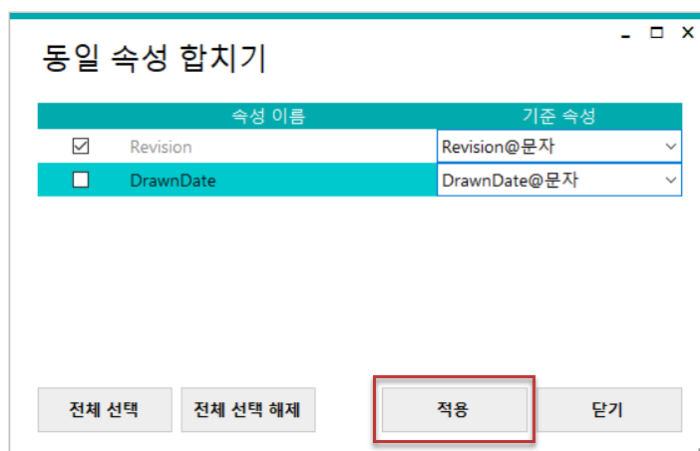 동일 속성 합치기
속성 이름 기준 속성
Revision Revision@문자
DrawnDate DrawnDate@문자
전체 선택 전체 선택 해제 적용 닫기